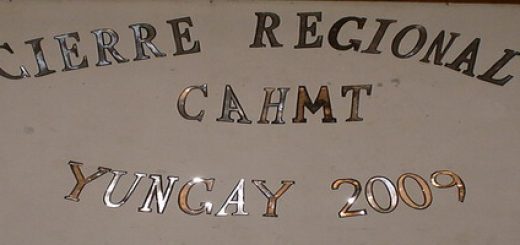 CIERRE REGIONAL
CAHMT
YUNGAY 2009